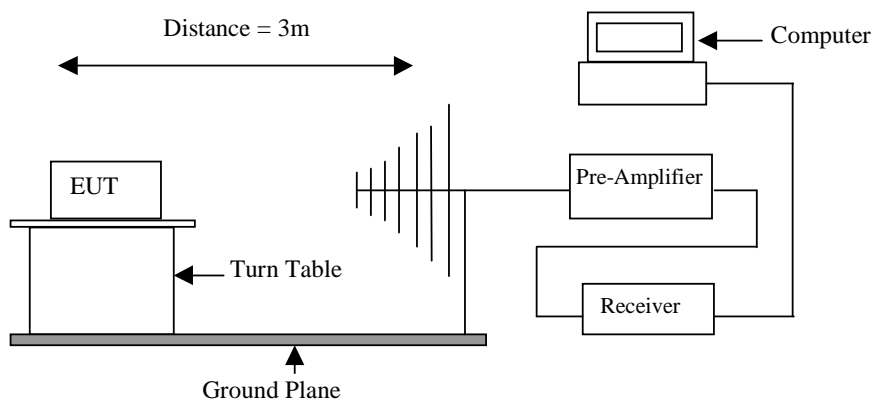 Distance = 3m
Computer
Pre-Amplifier
EUT
Turn Table
Receiver
Ground Plane